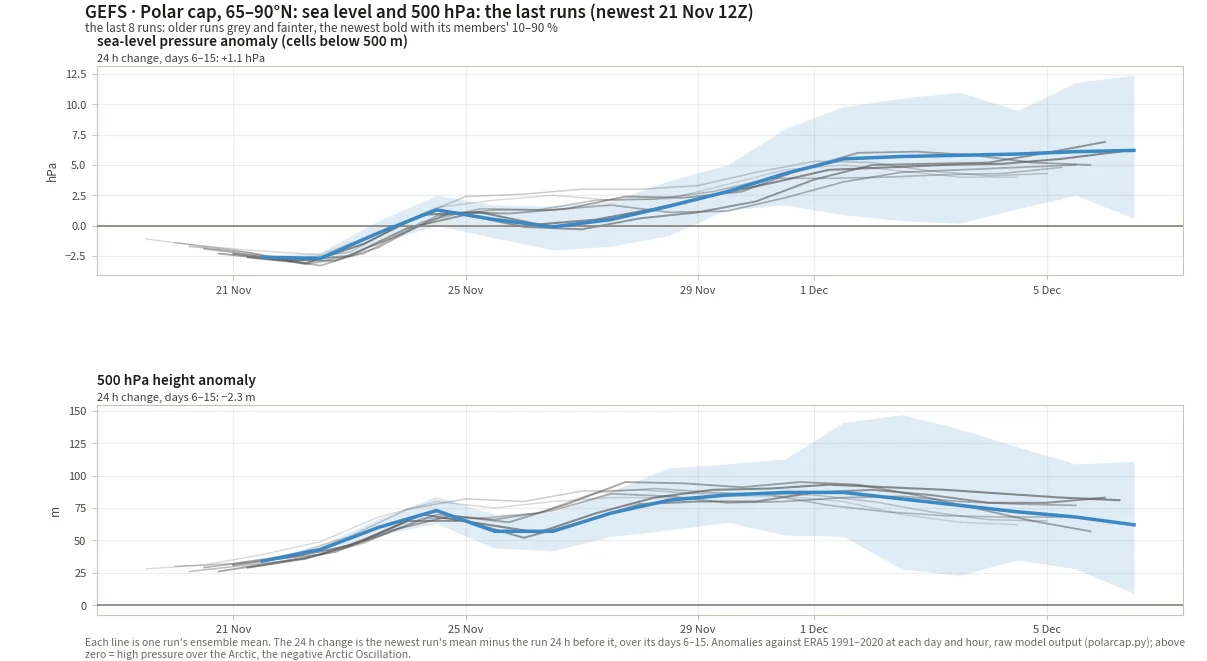 GEFS · Polar cap, 65–90°N: sea level and 500 hPa: the last runs (newest 21 Nov 12Z)
the last 8 runs: older runs grey and fainter, the newest bold with its members' 10–90 %
sea-level pressure anomaly (cells below 500 m)
24 h change, days 6–15: +1.1 hPa
12.5
10.0
7.5
5.0
2.5
0.0
−2.5
hPa
21 Nov
25 Nov
29 Nov
1 Dec
5 Dec
500 hPa height anomaly
24 h change, days 6–15: −2.3 m
150
125
100
75
50
25
0
m
21 Nov
25 Nov
29 Nov
1 Dec
5 Dec
Each line is one run's ensemble mean. The 24 h change is the newest run's mean minus the run 24 h before it, over its days 6–15. Anomalies against ERA5 1991–2020 at each day and hour, raw model output (polarcap.py); above
zero = high pressure over the Arctic, the negative Arctic Oscillation.